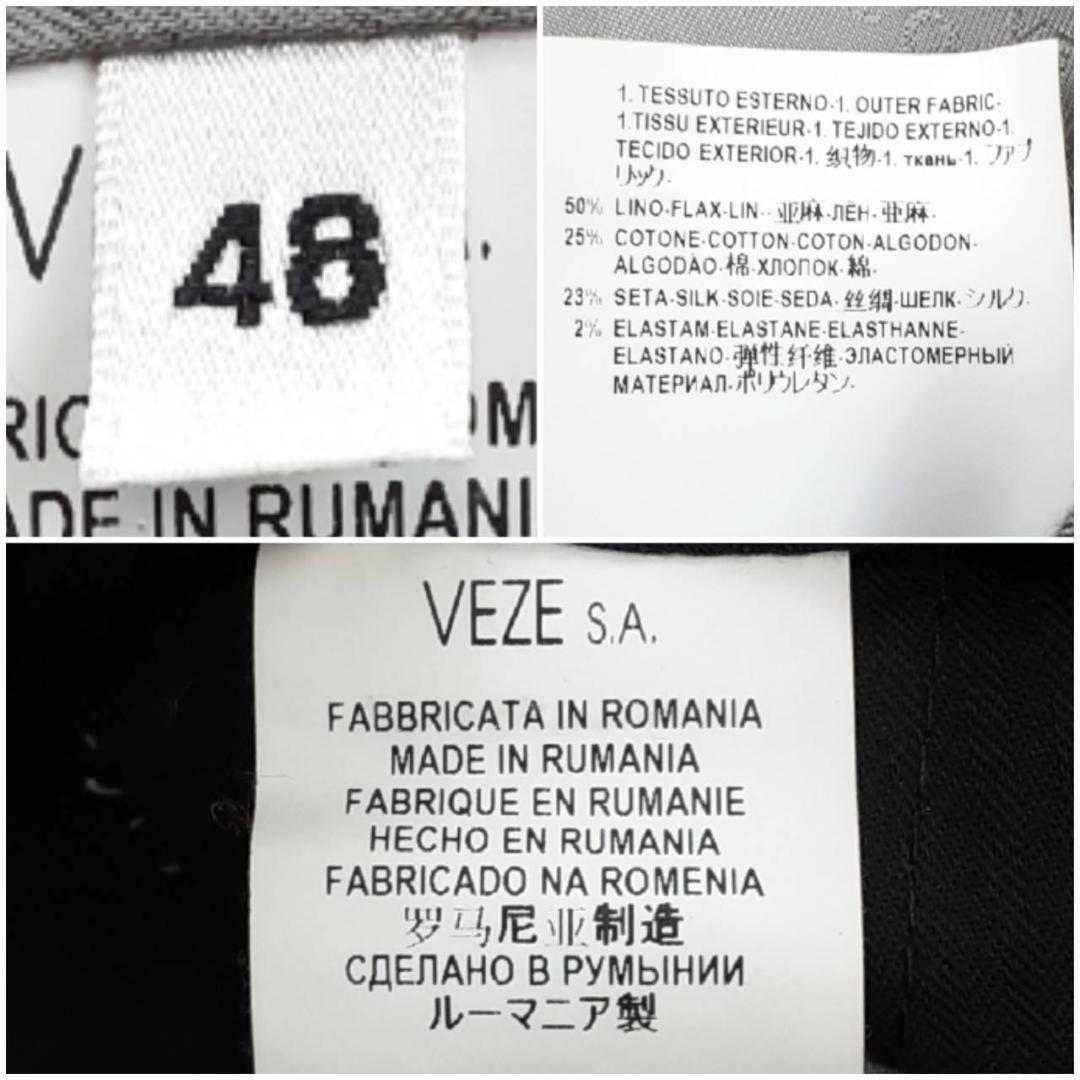 48
V
RIC
OM
ADE IN RUMANI
1. TESSUTO ESTERNO-1. OUTER FABRIC-
1.TISSU EXTERIEUR-1. TEJIDO EXTERNO-1.
TECIDO EXTERIOR-1. 织物-1. ткань-1. ファブ
リック.
50% LINO-FLAX-LIN-·亚麻-ЛЁН-亜麻.
25% COTONE-COTTON-COTON-ALGODON-
ALGODÃO-棉-ХЛОПОК-綿.
23% SETA-SILK-SOIE-SEDA-丝绸-ШЕЛК-シルク.
2% ELASTAM-ELASTANE-ELASTHANNE-
ELASTANO-弹性纤维-ЭЛАСТОМЕРНЫЙ
МАТЕРИАЛ-ポリウレタン.
VEZE S.A.
FABBRICATA IN ROMANIA
MADE IN RUMANIA
FABRIQUE EN RUMANIE
HECHO EN RUMANIA
FABRICADO NA ROMENIA
罗马尼亚制造
СДЕЛАНО В РУМЫНИИ
ルーマニア製